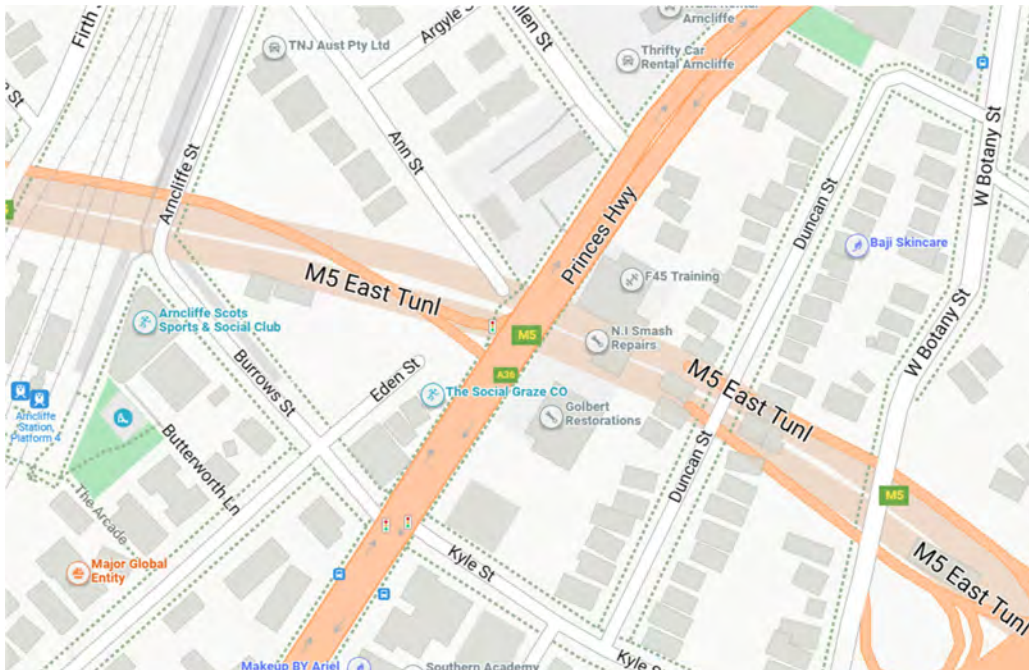 Firth S
Argyle S
llen St
Arncliffe
TNJ Aust Pty Ltd
Thrifty Car
Rental Arncliffe
St
Ann St
Arncliffe St
Princes Hwy
Duncan St
W Botany St
Baji Skincare
M5 East Tunl
F45 Training
M5
N.I Smash
Repairs
Arncliffe Scots
Sports & Social Club
W Botany St
Burrows St
Eden St
A36
The Social Graze CO
Golbert
Restorations
M5 East Tunl
Arncliffe
Station,
Platform 4
Butterworth Ln
Duncan St
M5
The Arcade
Major Global
Entity
Kyle St
M5 East Tunl
Makeup BY Ariel
Southern Academy
Kyle S